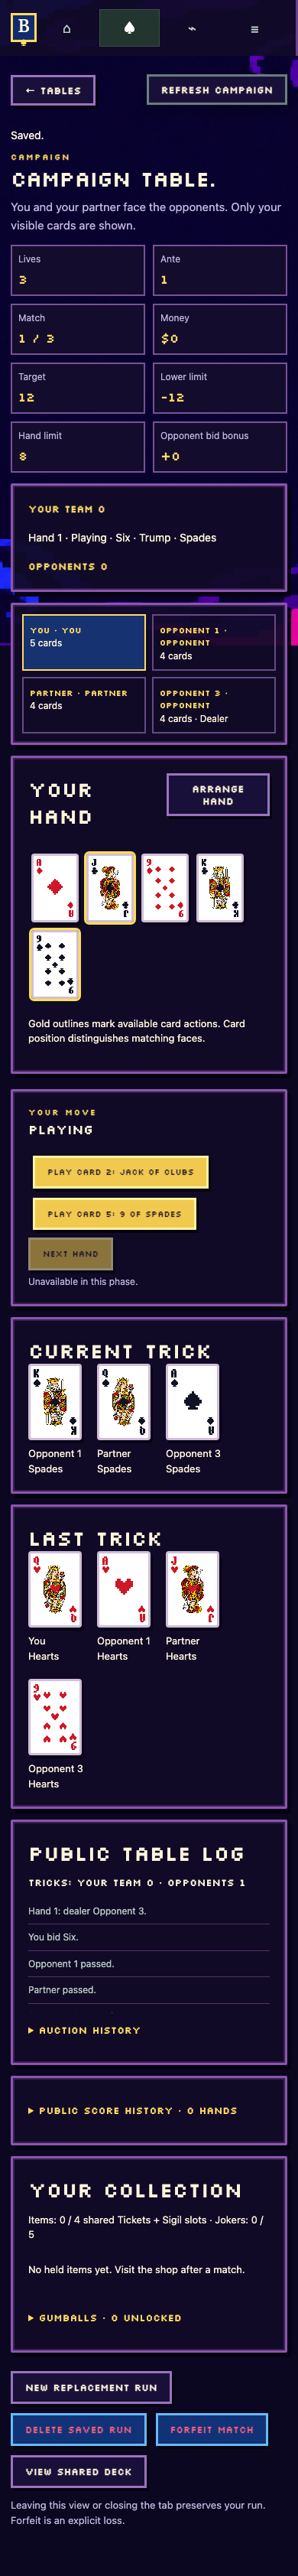 B
← TABLES
REFRESH CAMPAIGN
Saved.
CAMPAIGN
CAMPAIGN TABLE.
You and your partner face the opponents. Only your
visible cards are shown.
Lives
3
Ante
1
Match
1 / 3
Money
$0
Target
12
Lower limit
-12
Hand limit
8
Opponent bid bonus
+0
YOUR TEAM 0
Hand 1 · Playing · Six · Trump · Spades
OPPONENTS 0
YOU · YOU
5 cards
OPPONENT 1 ·
OPPONENT
4 cards
PARTNER · PARTNER
4 cards
OPPONENT 3 ·
OPPONENT
4 cards · Dealer
YOUR
HAND
ARRANGE
HAND
A
A
J
J
9
9
K
K
9
9
Gold outlines mark available card actions. Card
position distinguishes matching faces.
YOUR MOVE
PLAYING
PLAY CARD 2: JACK OF CLUBS
PLAY CARD 5: 9 OF SPADES
NEXT HAND
Unavailable in this phase.
CURRENT TRICK
K
K
Q
Q
A
A
Opponent 1
Spades
Partner
Spades
Opponent 3
Spades
LAST TRICK
Q
Q
A
A
J
J
You
Hearts
Opponent 1
Hearts
Partner
Hearts
9
9
Opponent 3
Hearts
PUBLIC TABLE LOG
TRICKS: YOUR TEAM 0 · OPPONENTS 1
Hand 1: dealer Opponent 3.
You bid Six.
Opponent 1 passed.
Partner passed.
▶ AUCTION HISTORY
▶ PUBLIC SCORE HISTORY · 0 HANDS
YOUR COLLECTION
Items: 0 / 4 shared Tickets + Sigil slots · Jokers: 0 /
5
No held items yet. Visit the shop after a match.
▶ GUMBALLS · 0 UNLOCKED
NEW REPLACEMENT RUN
DELETE SAVED RUN
FORFEIT MATCH
VIEW SHARED DECK
Leaving this view or closing the tab preserves your run.
Forfeit is an explicit loss.